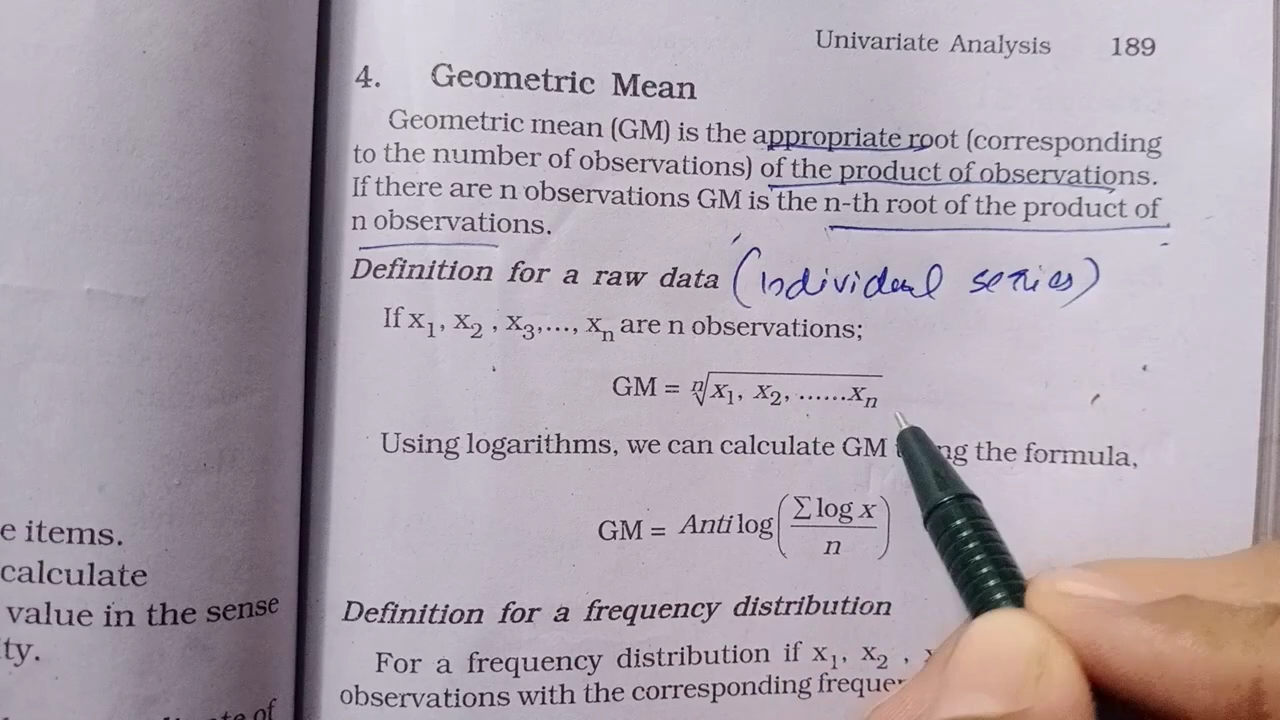 Univariate Analysis 189
4. Geometric Mean
Geometric mean (GM) is the appropriate root (corresponding
to the number of observations) of the product of observations.
If there are n observations GM is the n-th root of the product of
n observations.
Definition for a raw data (individual series)
If x₁, x₂ , x₃,..., xₙ are n observations;
GM = ⁿ√x₁, x₂, ......xₙ
Using logarithms, we can calculate GM ng the formula,
GM = Antilog(Σ log x / n)
Definition for a frequency distribution
For a frequency distribution if x₁, x₂ ,
observations with the corresponding freque
e items.
calculate
value in the sense
ty.
ate of